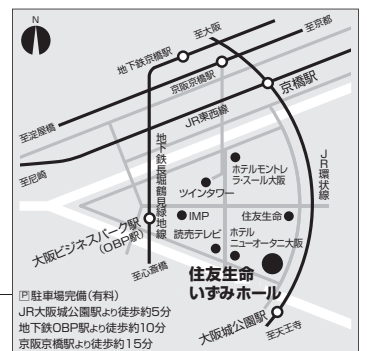 N
至大阪
至京都
地下鉄京橋駅
京阪京橋駅
京橋駅
至淀屋橋
JR東西線
至尼崎
地下鉄長堀鶴見緑地線
JR環状線
ホテルモントレ
ラ・スール大阪
ツインタワー
IMP
住友生命
大阪ビジネスパーク駅
(OBP駅)
読売テレビ
ホテル
ニューオータニ大阪
至心斎橋
住友生命
いずみホール
大阪城公園駅
至天王寺
P駐車場完備(有料)
JR大阪城公園駅より徒歩約5分
地下鉄OBP駅より徒歩約10分
京阪京橋駅より徒歩約15分